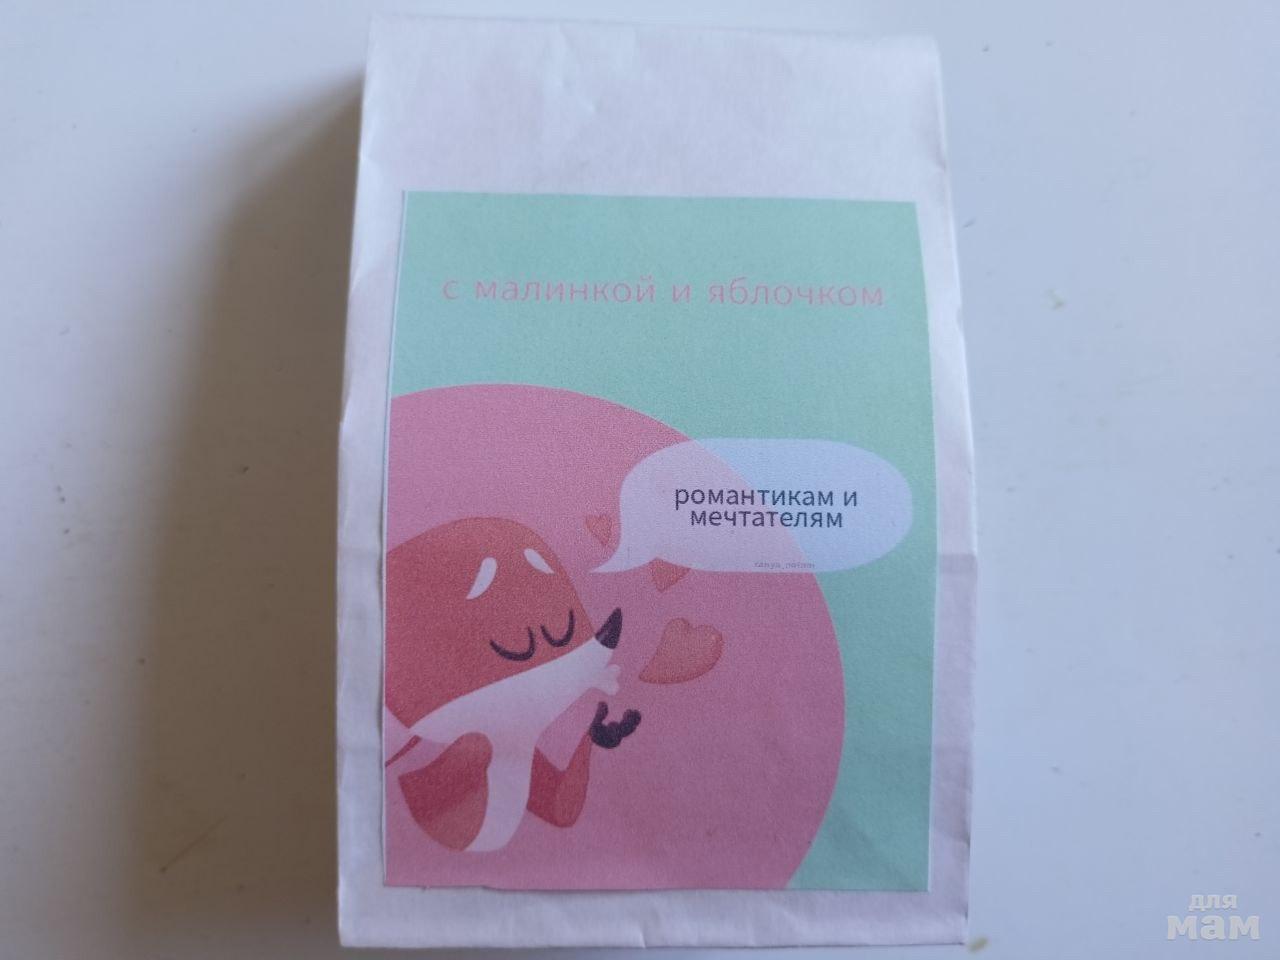 с малинкой и яблочком
романтикам и
мечтателям
для
мам